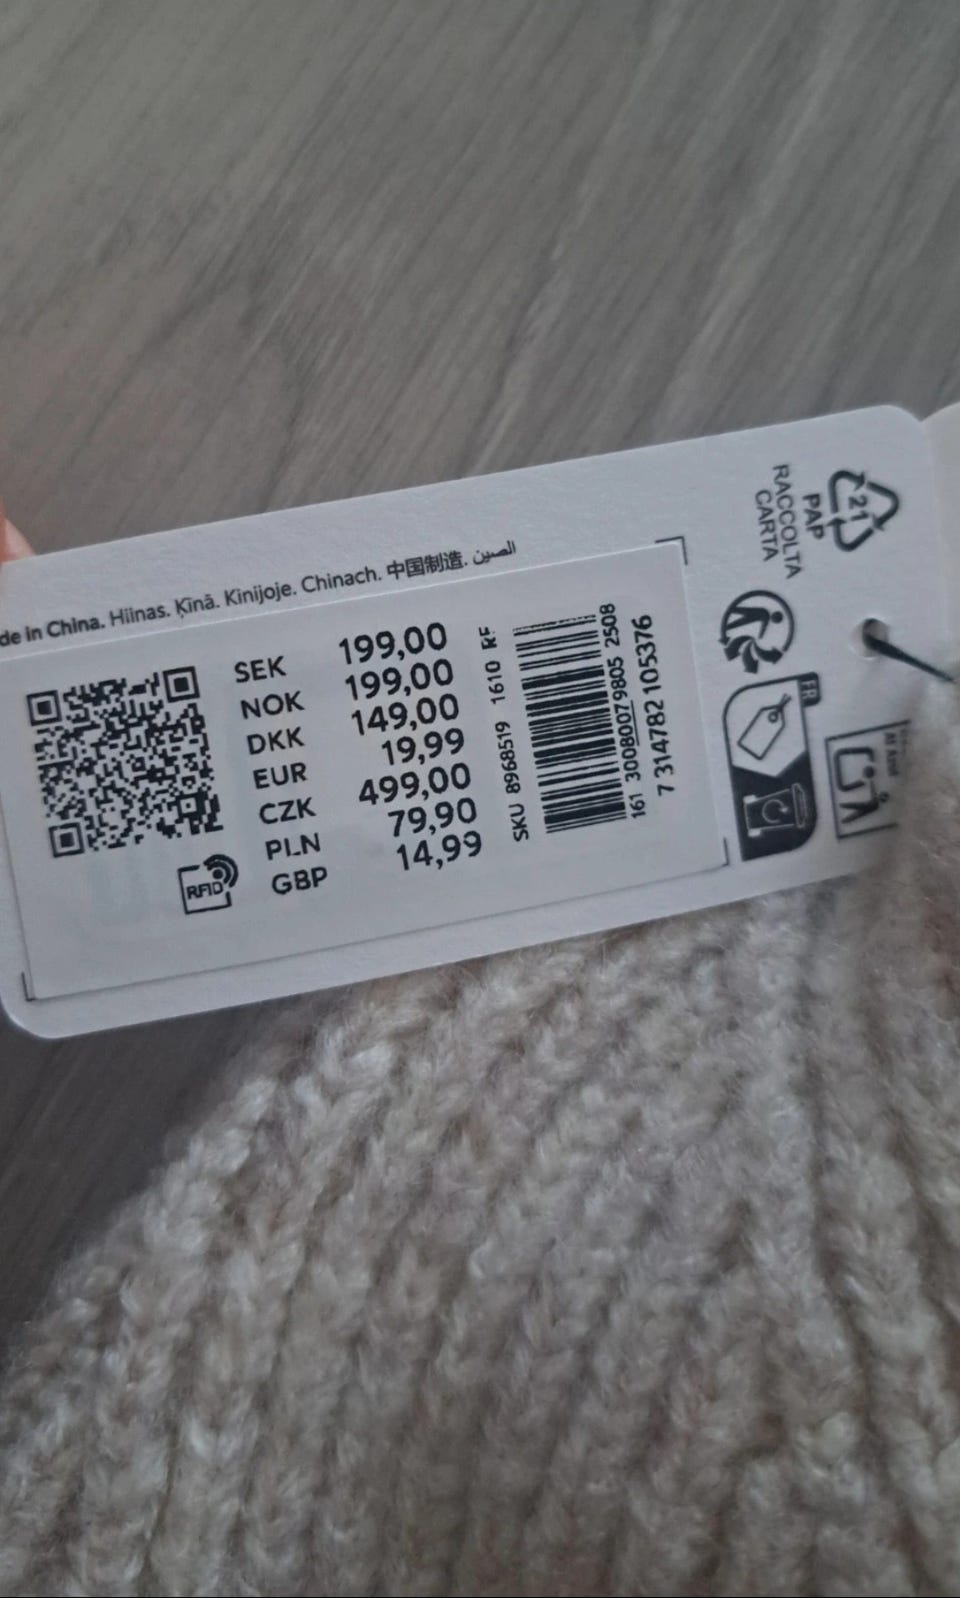 de in China. Hiinas. Ķīnā. Kinijoje. Chinach. 中国制造. الصين
SEK 199,00
NOK 199,00
DKK 149,00
EUR 19,99
CZK 499,00
PLN 79,90
GBP 14,99
RFID
SKU 8968519 1610 RF
161 3008079805 2508
7 314782 105376
21
PAP
RACCOLTA
CARTA
FR